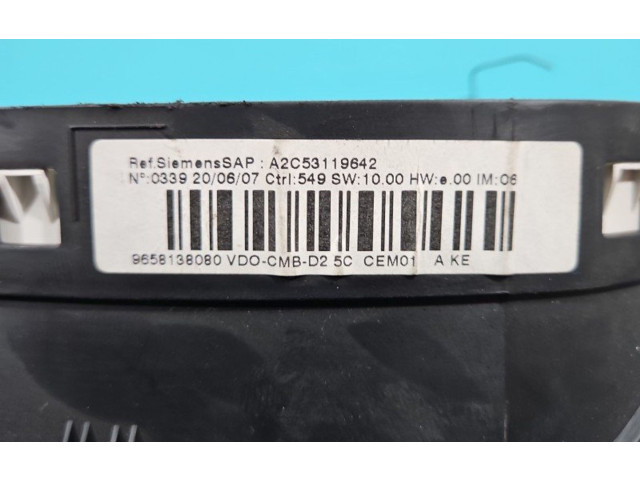 Ref.SiemensSAP : A2C53119642
N°:0339 20/06/07 Ctrl:549 SW:10.00 HW:e.00 IM:06
9658138080 VDO-CMB-D2 5C CEM01 A KE